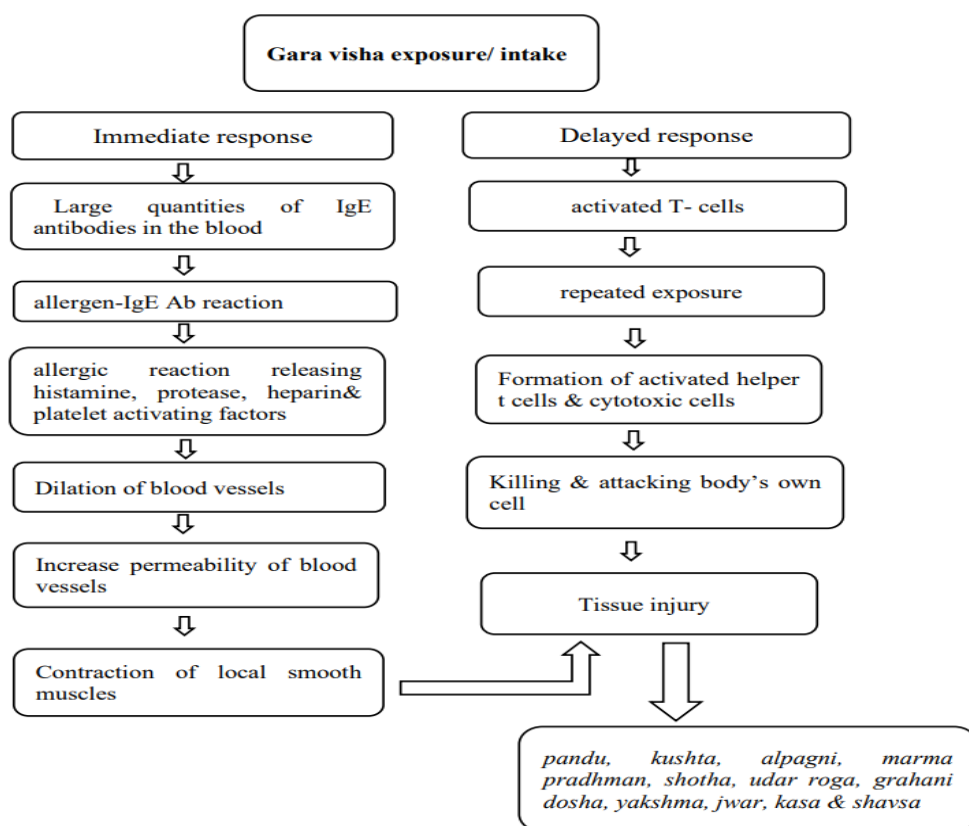 Gara visha exposure/ intake
Immediate response
Large quantities of IgE
antibodies in the blood
allergen-IgE Ab reaction
allergic reaction releasing
histamine, protease, heparin&
platelet activating factors
Dilation of blood vessels
Increase permeability of blood
vessels
Contraction of local smooth
muscles
Delayed response
activated T- cells
repeated exposure
Formation of activated helper
t cells & cytotoxic cells
Killing & attacking body's own
cell
Tissue injury
pandu, kushta, alpagni, marma
pradhman, shotha, udar roga, grahani
dosha, yakshma, jwar, kasa & shavsa